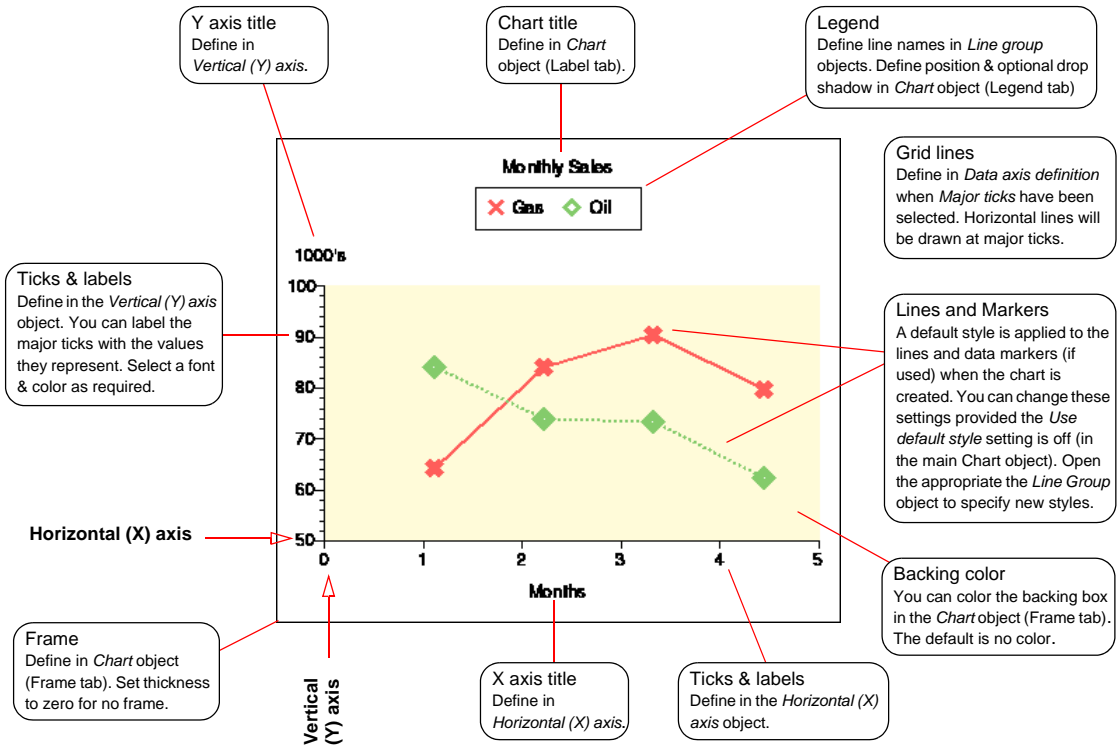 Y axis title
Define in
Vertical (Y) axis.
Chart title
Define in Chart
object (Label tab).
Legend
Define line names in Line group
objects. Define position & optional drop
shadow in Chart object (Legend tab)
Grid lines
Define in Data axis definition
when Major ticks have been
selected. Horizontal lines will
be drawn at major ticks.
Monthly Sales
Gas Oil
1000's
100
90
80
70
60
50
0 1 2 3 4 5
Months
Ticks & labels
Define in the Vertical (Y) axis
object. You can label the
major ticks with the values
they represent. Select a font
& color as required.
Lines and Markers
A default style is applied to the
lines and data markers (if
used) when the chart is
created. You can change these
settings provided the Use
default style setting is off (in
the main Chart object). Open
the appropriate the Line Group
object to specify new styles.
Horizontal (X) axis
Backing color
You can color the backing box
in the Chart object (Frame tab).
The default is no color.
Frame
Define in Chart object
(Frame tab). Set thickness
to zero for no frame.
Vertical
(Y) axis
X axis title
Define in
Horizontal (X) axis.
Ticks & labels
Define in the Horizontal (X)
axis object.